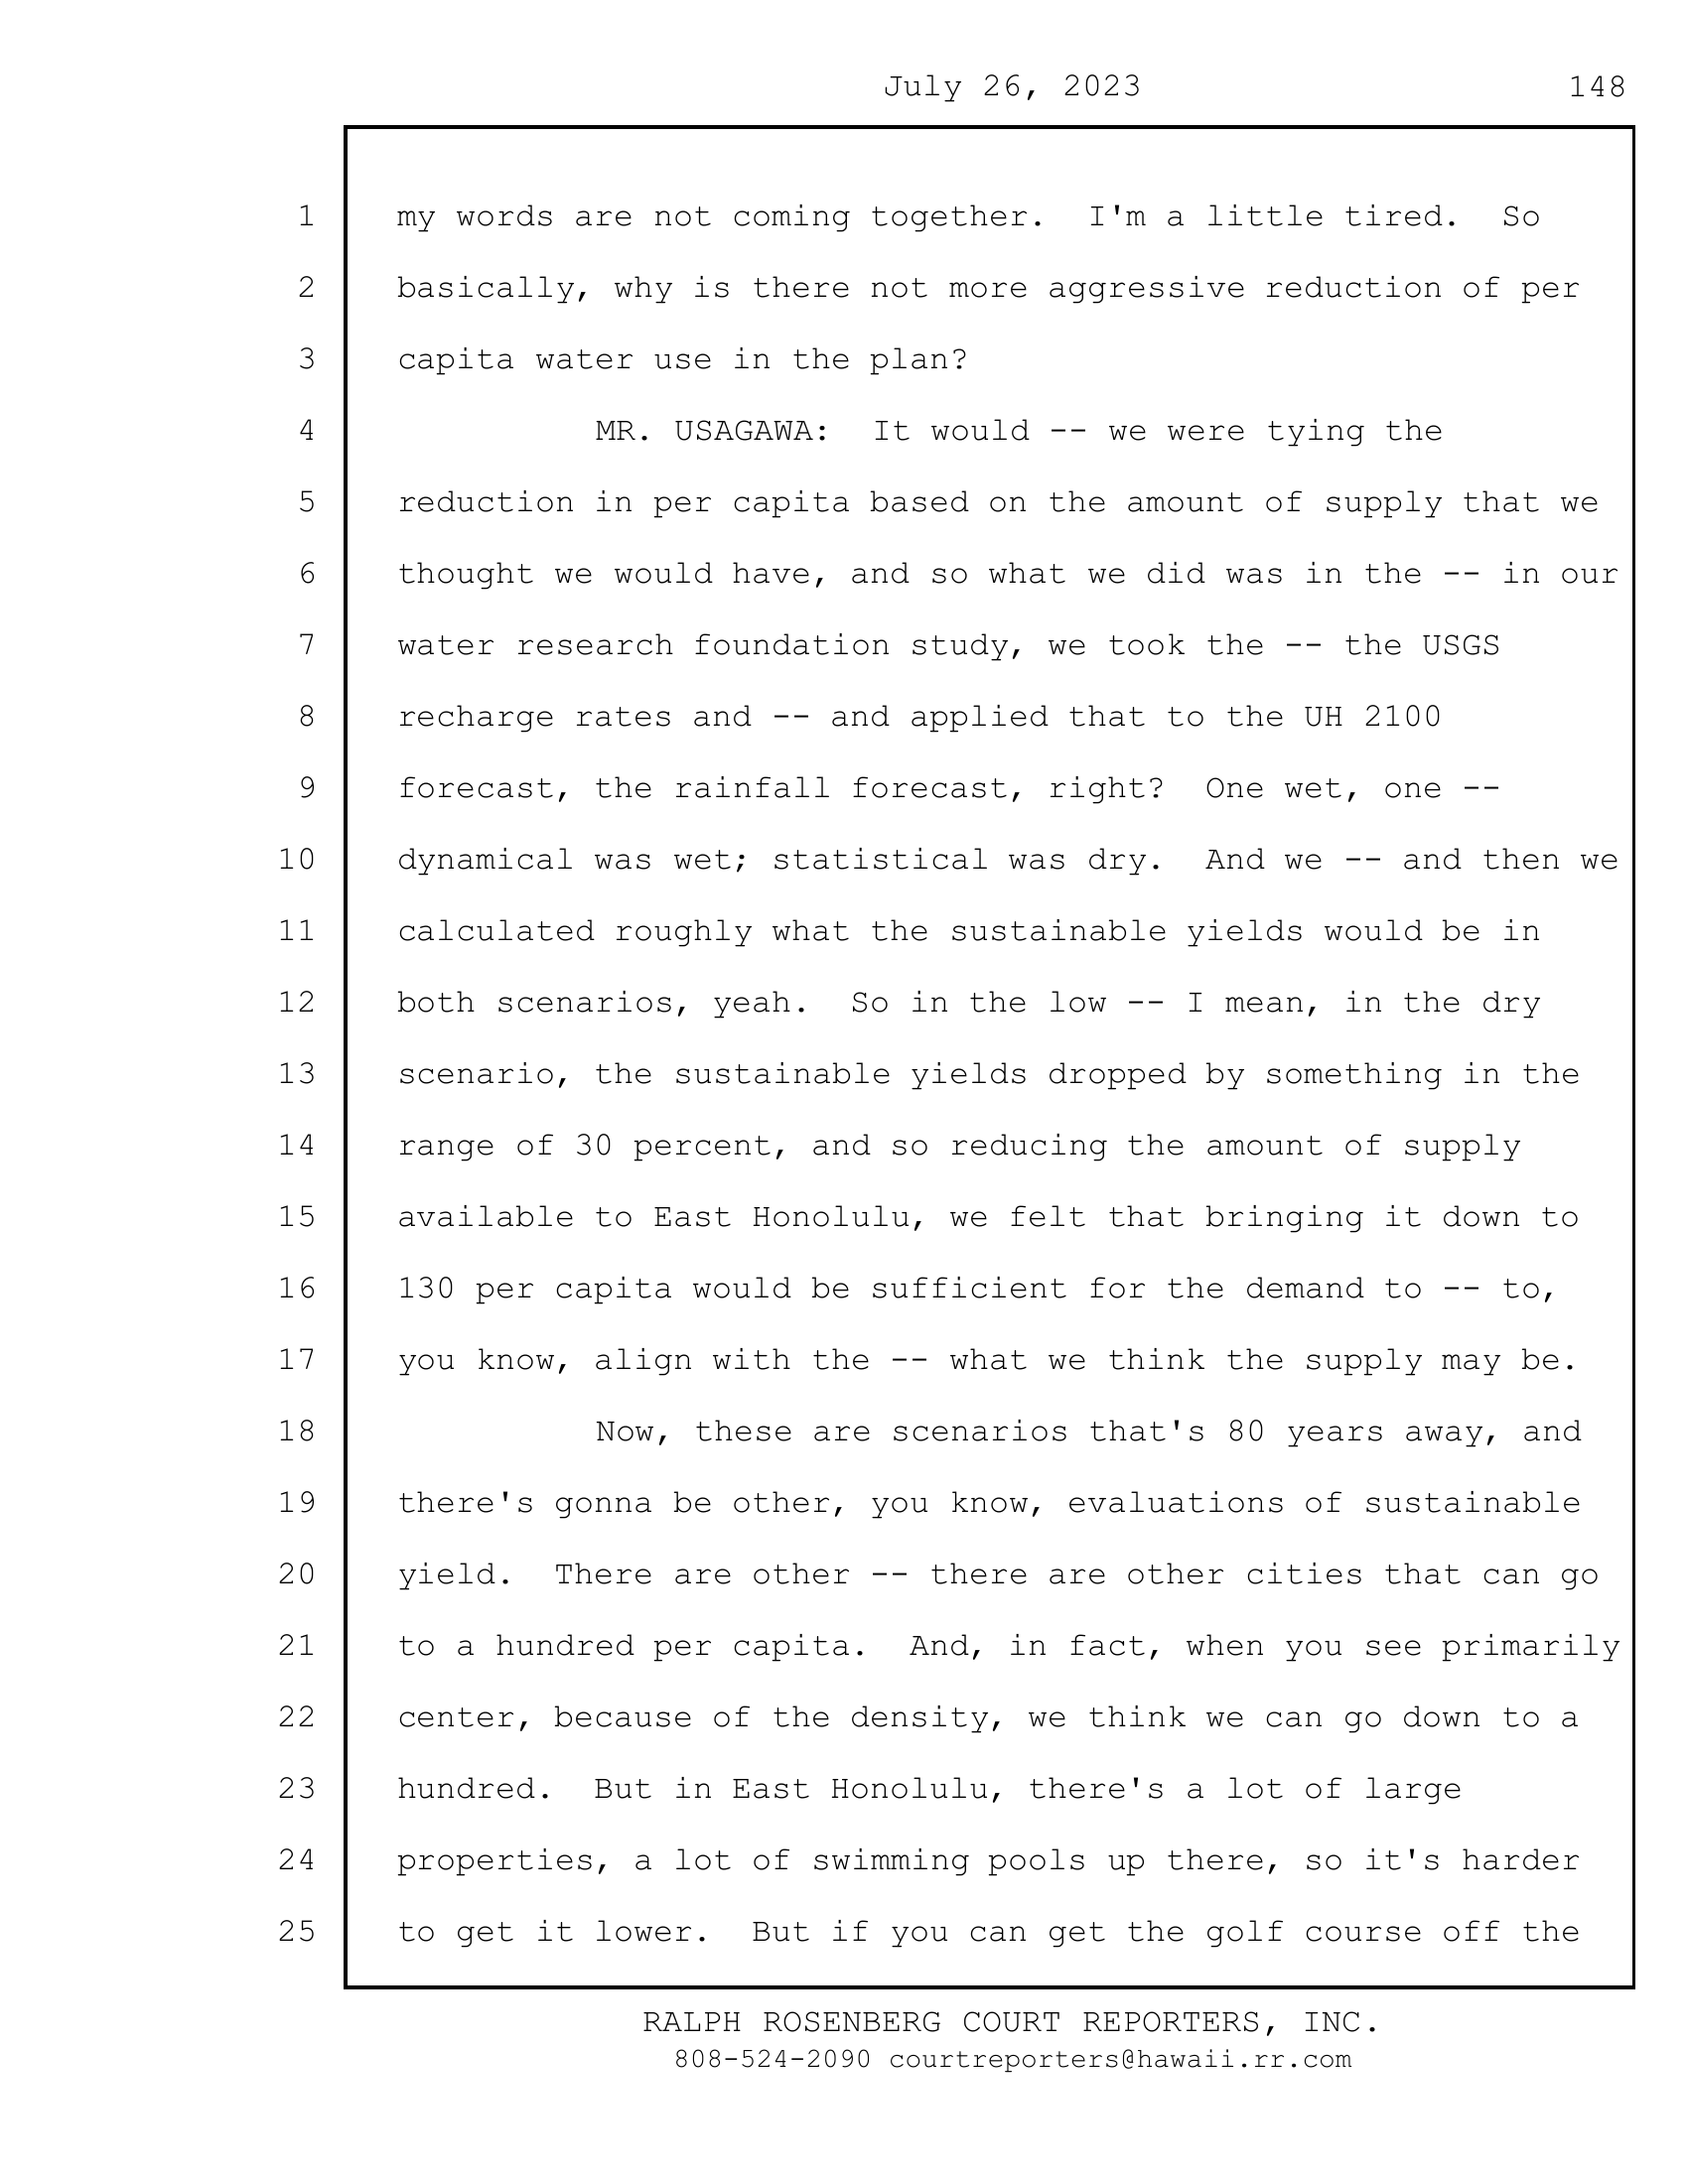 July 26, 2023 148
1 my words are not coming together.  I'm a little tired.  So
2 basically, why is there not more aggressive reduction of per
3 capita water use in the plan?
4 MR. USAGAWA:  It would -- we were tying the
5 reduction in per capita based on the amount of supply that we
6 thought we would have, and so what we did was in the -- in our
7 water research foundation study, we took the -- the USGS
8 recharge rates and -- and applied that to the UH 2100
9 forecast, the rainfall forecast, right?  One wet, one --
10 dynamical was wet; statistical was dry.  And we -- and then we
11 calculated roughly what the sustainable yields would be in
12 both scenarios, yeah.  So in the low -- I mean, in the dry
13 scenario, the sustainable yields dropped by something in the
14 range of 30 percent, and so reducing the amount of supply
15 available to East Honolulu, we felt that bringing it down to
16 130 per capita would be sufficient for the demand to -- to,
17 you know, align with the -- what we think the supply may be.
18 Now, these are scenarios that's 80 years away, and
19 there's gonna be other, you know, evaluations of sustainable
20 yield.  There are other -- there are other cities that can go
21 to a hundred per capita.  And, in fact, when you see primarily
22 center, because of the density, we think we can go down to a
23 hundred.  But in East Honolulu, there's a lot of large
24 properties, a lot of swimming pools up there, so it's harder
25 to get it lower.  But if you can get the golf course off the
RALPH ROSENBERG COURT REPORTERS, INC.
808-524-2090 courtreporters@hawaii.rr.com